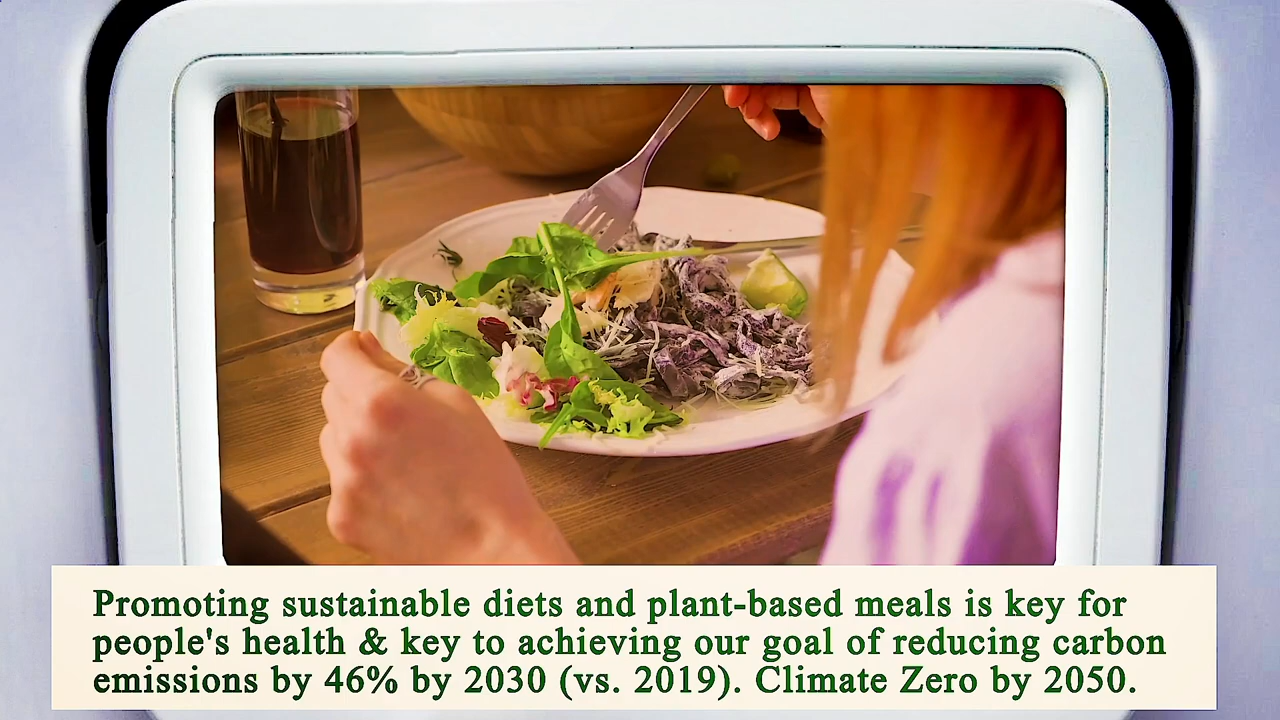 Promoting sustainable diets and plant-based meals is key for
people's health & key to achieving our goal of reducing carbon
emissions by 46% by 2030 (vs. 2019). Climate Zero by 2050.